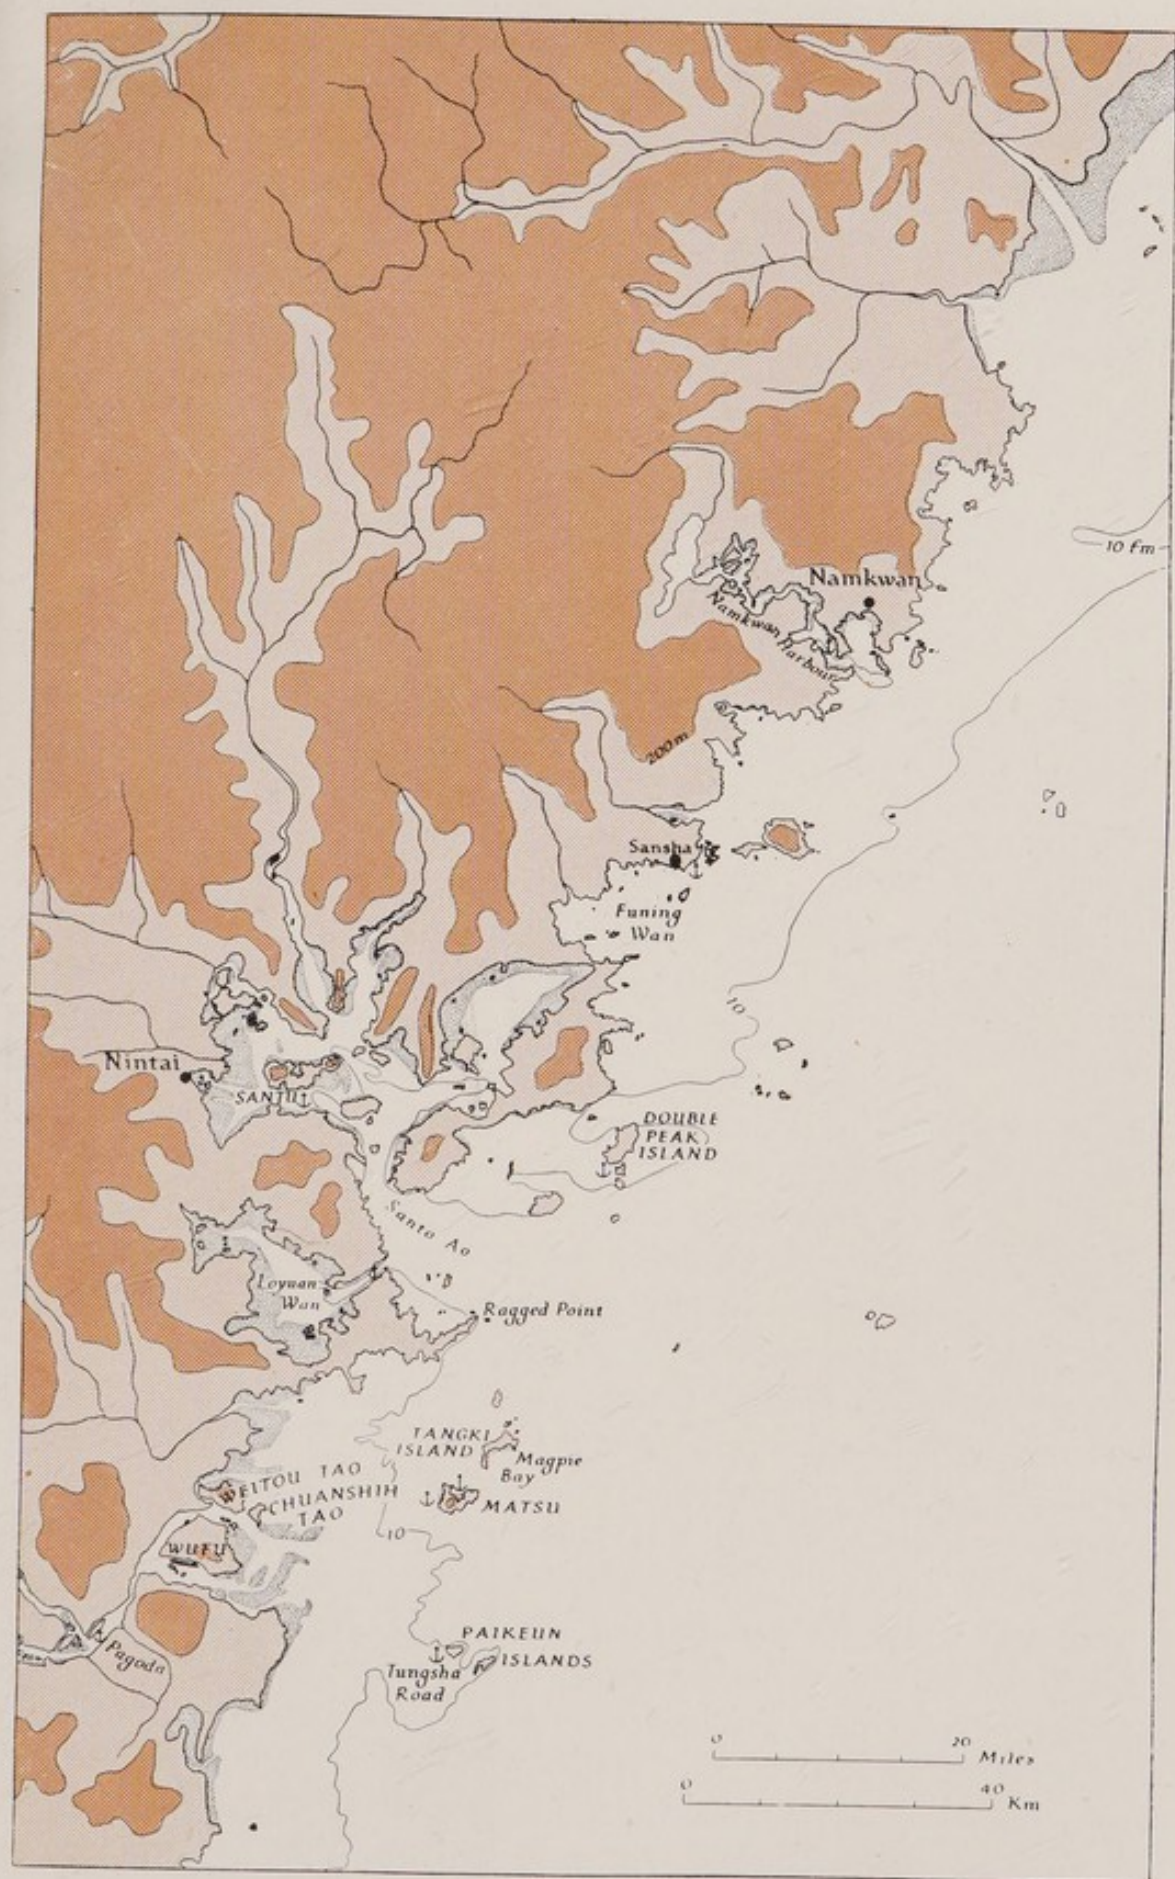 10 fm
Namkwan
Namkwan Harbour
200m
Sansha
Funing
Wan
10
Nintai
SANTU
DOUBLE
PEAK
ISLAND
Santo Ao
Loyuan
Wan
Ragged Point
TANGKI
ISLAND
Magpie
Bay
WEITOU TAO
CHUANSHIH
TAO
MATSU
10
WUFU
PAIKEUN
ISLANDS
Pagoda
Tungsha
Road
0 20
Miles
0 40
Km